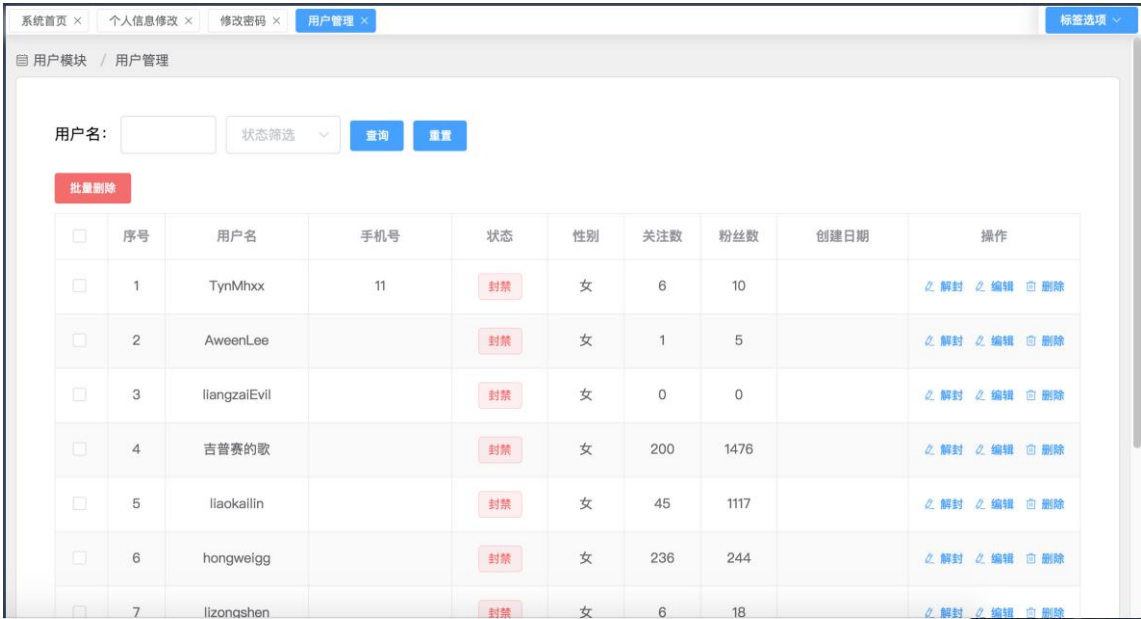 系统首页 × 个人信息修改 × 修改密码 × 用户管理 × 标签选项
用户模块 / 用户管理
用户名： 状态筛选 查询 重置
批量删除
序号 用户名 手机号 状态 性别 关注数 粉丝数 创建日期 操作
1 TynMhxx 11 封禁 女 6 10 解封 编辑 删除
2 AweenLee 封禁 女 1 5 解封 编辑 删除
3 liangzaiEvil 封禁 女 0 0 解封 编辑 删除
4 吉普赛的歌 封禁 女 200 1476 解封 编辑 删除
5 liaokailin 封禁 女 45 1117 解封 编辑 删除
6 hongweigg 封禁 女 236 244 解封 编辑 删除
7 lizongshen 封禁 女 6 18 解封 编辑 删除